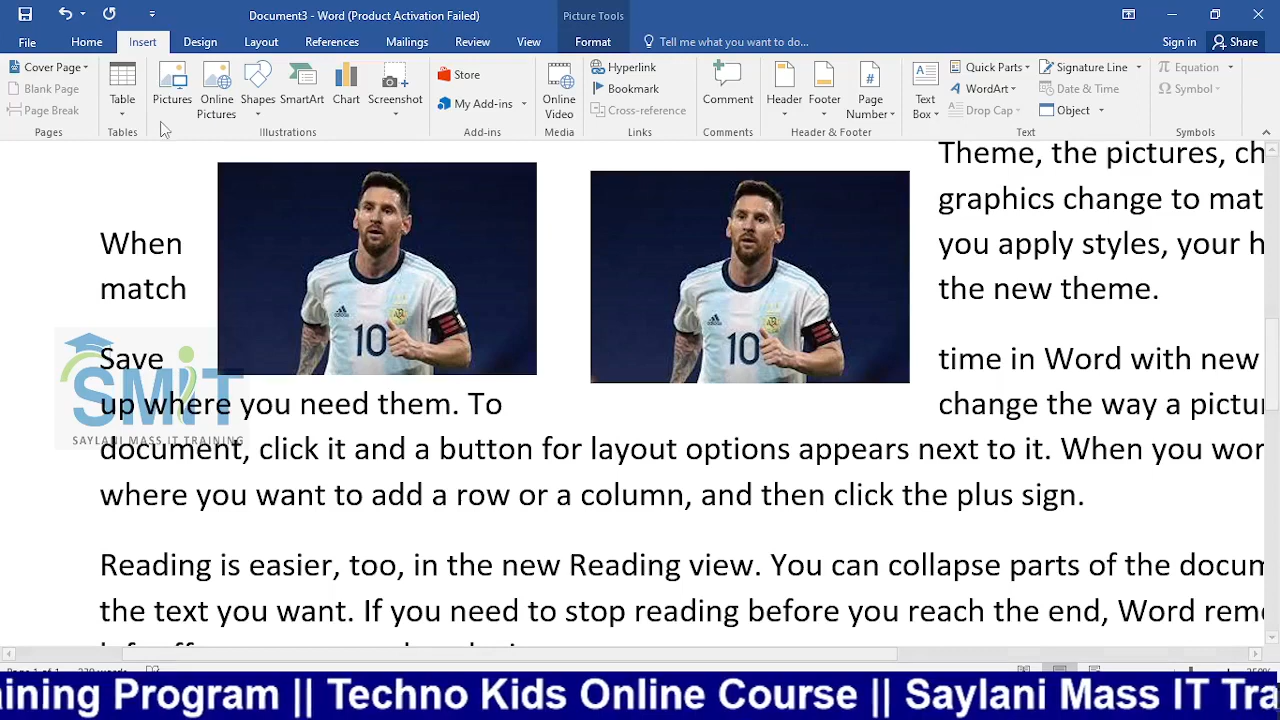 Document3 - Word (Product Activation Failed)
Picture Tools
File
Home
Insert
Design
Layout
References
Mailings
Review
View
Format
Tell me what you want to do...
Sign in
Share
Cover Page
Blank Page
Page Break
Pages
Table
Tables
Pictures
Online Pictures
Shapes
SmartArt
Chart
Screenshot
Illustrations
Store
My Add-ins
Add-ins
Online Video
Media
Hyperlink
Bookmark
Cross-reference
Links
Comment
Comments
Header
Footer
Page Number
Header & Footer
Text Box
Quick Parts
WordArt
Drop Cap
Signature Line
Date & Time
Object
Text
Equation
Symbol
Symbols
Theme, the pictures, ch
graphics change to mat
When you apply styles, your h
match the new theme.
Save time in Word with new
up where you need them. To change the way a pictur
document, click it and a button for layout options appears next to it. When you wor
where you want to add a row or a column, and then click the plus sign.
Reading is easier, too, in the new Reading view. You can collapse parts of the docum
the text you want. If you need to stop reading before you reach the end, Word reme
10
10
SMiT
SAYLANI MASS IT TRAINING
aining Program || Techno Kids Online Course || Saylani Mass IT Tra